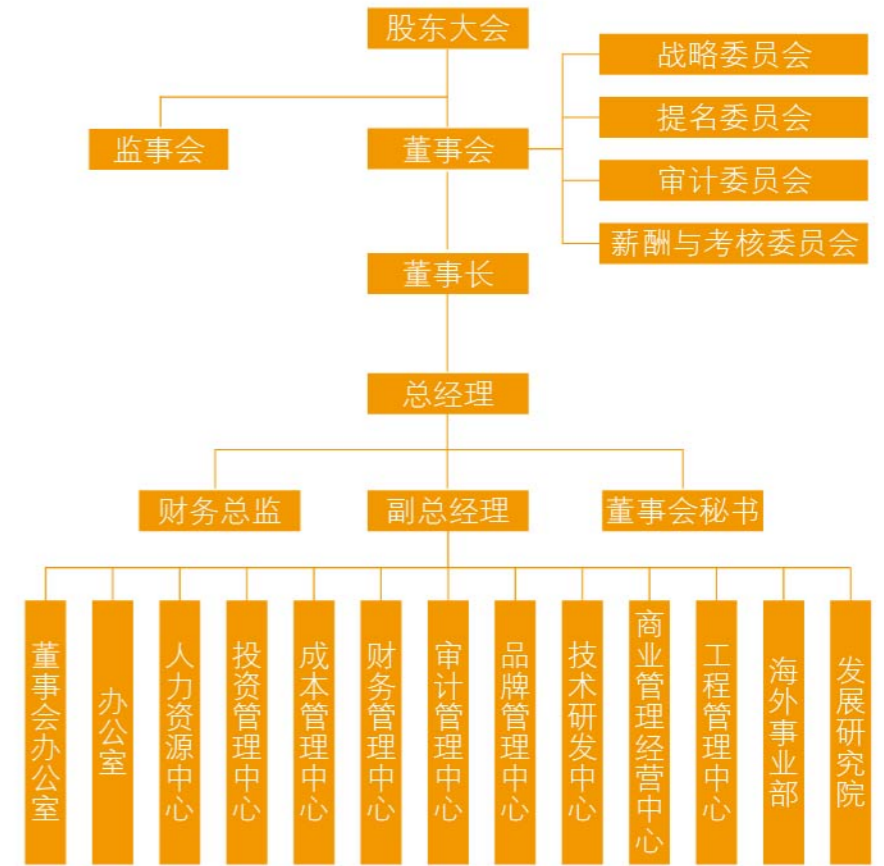 股东大会
战略委员会
提名委员会
监事会
董事会
审计委员会
薪酬与考核委员会
董事长
总经理
财务总监
副总经理
董事会秘书
董事会办公室
办公室
人力资源中心
投资管理中心
成本管理中心
财务管理中心
审计管理中心
品牌管理中心
技术研发中心
商业管理经营中心
工程管理中心
海外事业部
发展研究院